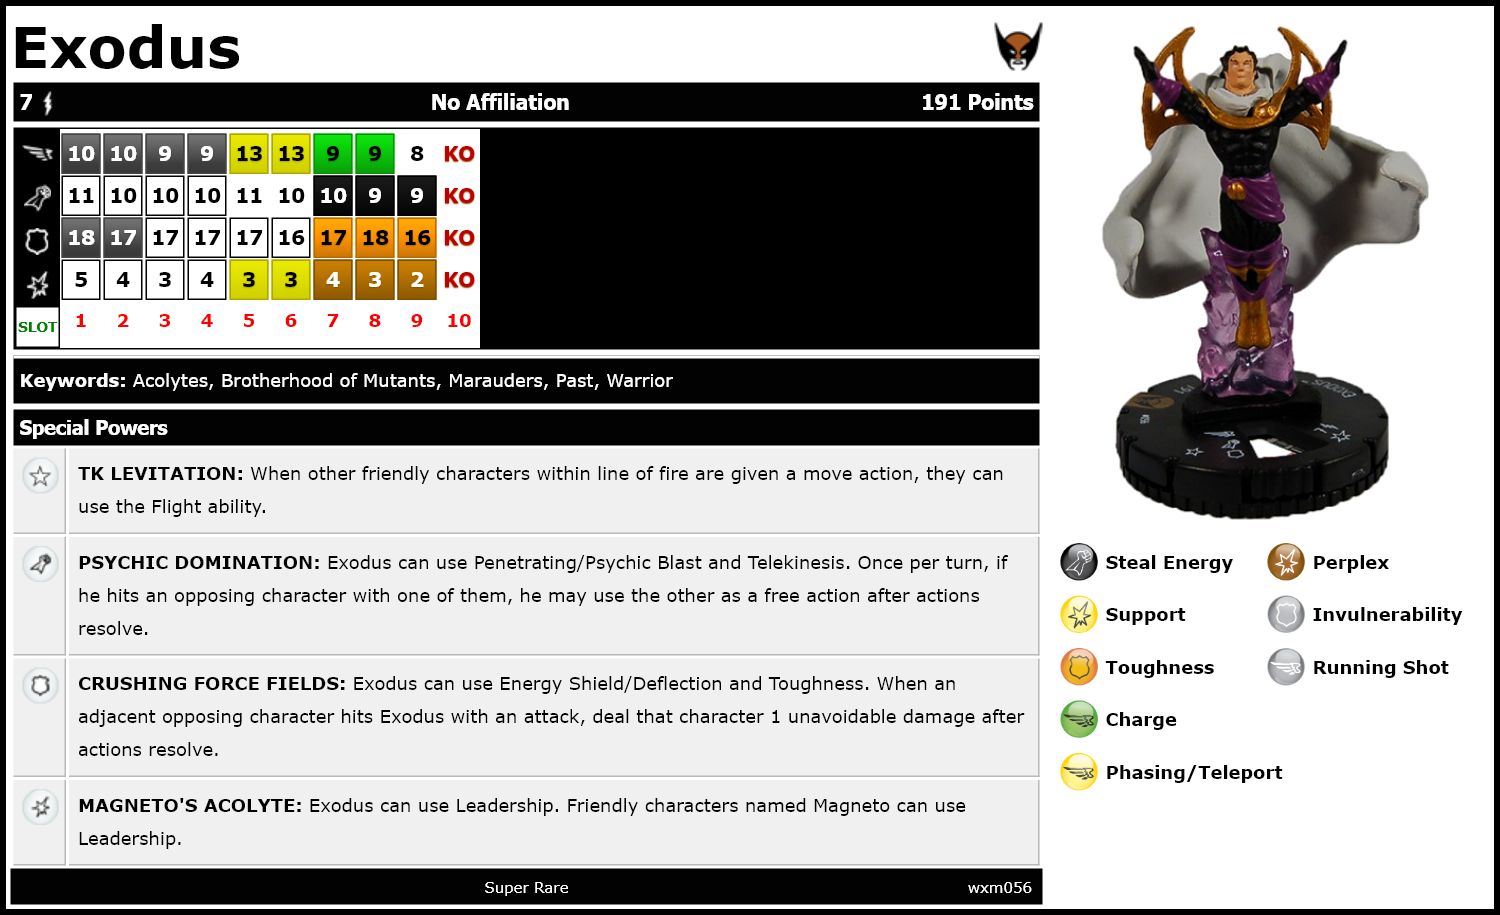 Exodus
7 No Affiliation 191 Points
10 10 9 9 13 13 9 9 8 KO
11 10 10 10 11 10 10 9 9 KO
18 17 17 17 17 16 17 18 16 KO
5 4 3 4 3 3 4 3 2 KO
SLOT 1 2 3 4 5 6 7 8 9 10
Keywords: Acolytes, Brotherhood of Mutants, Marauders, Past, Warrior
Special Powers
TK LEVITATION: When other friendly characters within line of fire are given a move action, they can
use the Flight ability.
PSYCHIC DOMINATION: Exodus can use Penetrating/Psychic Blast and Telekinesis. Once per turn, if
he hits an opposing character with one of them, he may use the other as a free action after actions
resolve.
CRUSHING FORCE FIELDS: Exodus can use Energy Shield/Deflection and Toughness. When an
adjacent opposing character hits Exodus with an attack, deal that character 1 unavoidable damage after
actions resolve.
MAGNETO'S ACOLYTE: Exodus can use Leadership. Friendly characters named Magneto can use
Leadership.
Super Rare wxm056
191 EXODUS
Steal Energy Perplex
Support Invulnerability
Toughness Running Shot
Charge
Phasing/Teleport